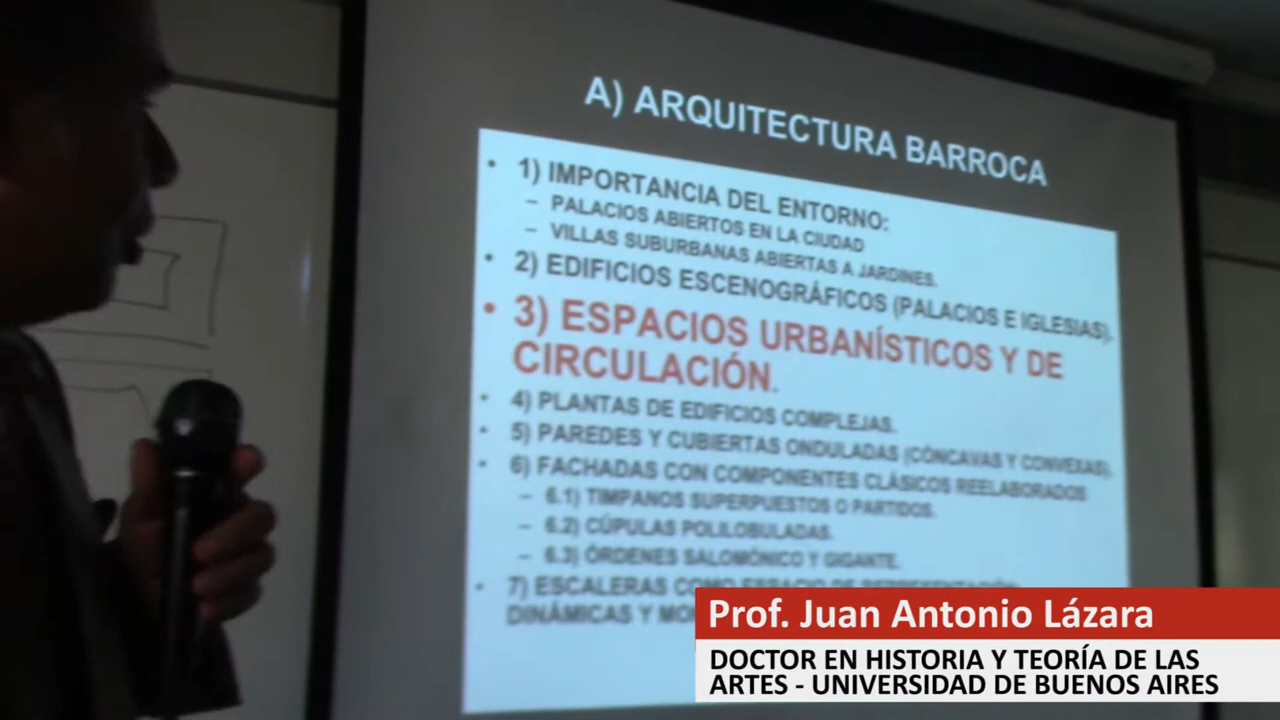 A) ARQUITECTURA BARROCA
• 1) IMPORTANCIA DEL ENTORNO:
– PALACIOS ABIERTOS EN LA CIUDAD
– VILLAS SUBURBANAS ABIERTAS A JARDINES.
• 2) EDIFICIOS ESCENOGRÁFICOS (PALACIOS E IGLESIAS).
• 3) ESPACIOS URBANÍSTICOS Y DE
CIRCULACIÓN.
• 4) PLANTAS DE EDIFICIOS COMPLEJAS.
• 5) PAREDES Y CUBIERTAS ONDULADAS (CÓNCAVAS Y CONVEXAS).
• 6) FACHADAS CON COMPONENTES CLÁSICOS REELABORADOS
– 6.1) TIMPANOS SUPERPUESTOS O PARTIDOS.
– 6.2) CÚPULAS POLILOBULADAS.
– 6.3) ÓRDENES SALOMÓNICO Y GIGANTE.
• 7) ESCALERAS COMO ESPACIO DE REPRESENTACIÓN
DINÁMICAS Y
Prof. Juan Antonio Lázara
DOCTOR EN HISTORIA Y TEORÍA DE LAS
ARTES - UNIVERSIDAD DE BUENOS AIRES